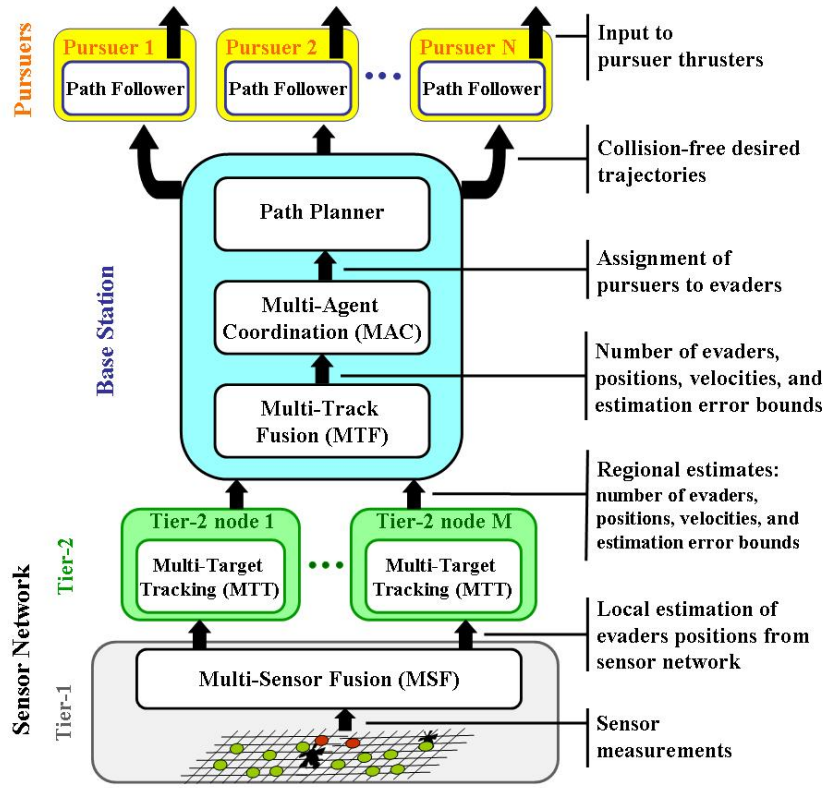 Pursuers
Pursuer 1
Pursuer 2
Pursuer N
Path Follower
Path Follower
Path Follower
Input to
pursuer thrusters
Collision-free desired
trajectories
Base Station
Path Planner
Assignment of
pursuers to evaders
Multi-Agent
Coordination (MAC)
Number of evaders,
positions, velocities, and
estimation error bounds
Multi-Track
Fusion (MTF)
Regional estimates:
number of evaders,
positions, velocities, and
estimation error bounds
Sensor Network
Tier-2
Tier-2 node 1
Tier-2 node M
Multi-Target
Tracking (MTT)
Multi-Target
Tracking (MTT)
Local estimation of
evaders positions from
sensor network
Tier-1
Multi-Sensor Fusion (MSF)
Sensor
measurements